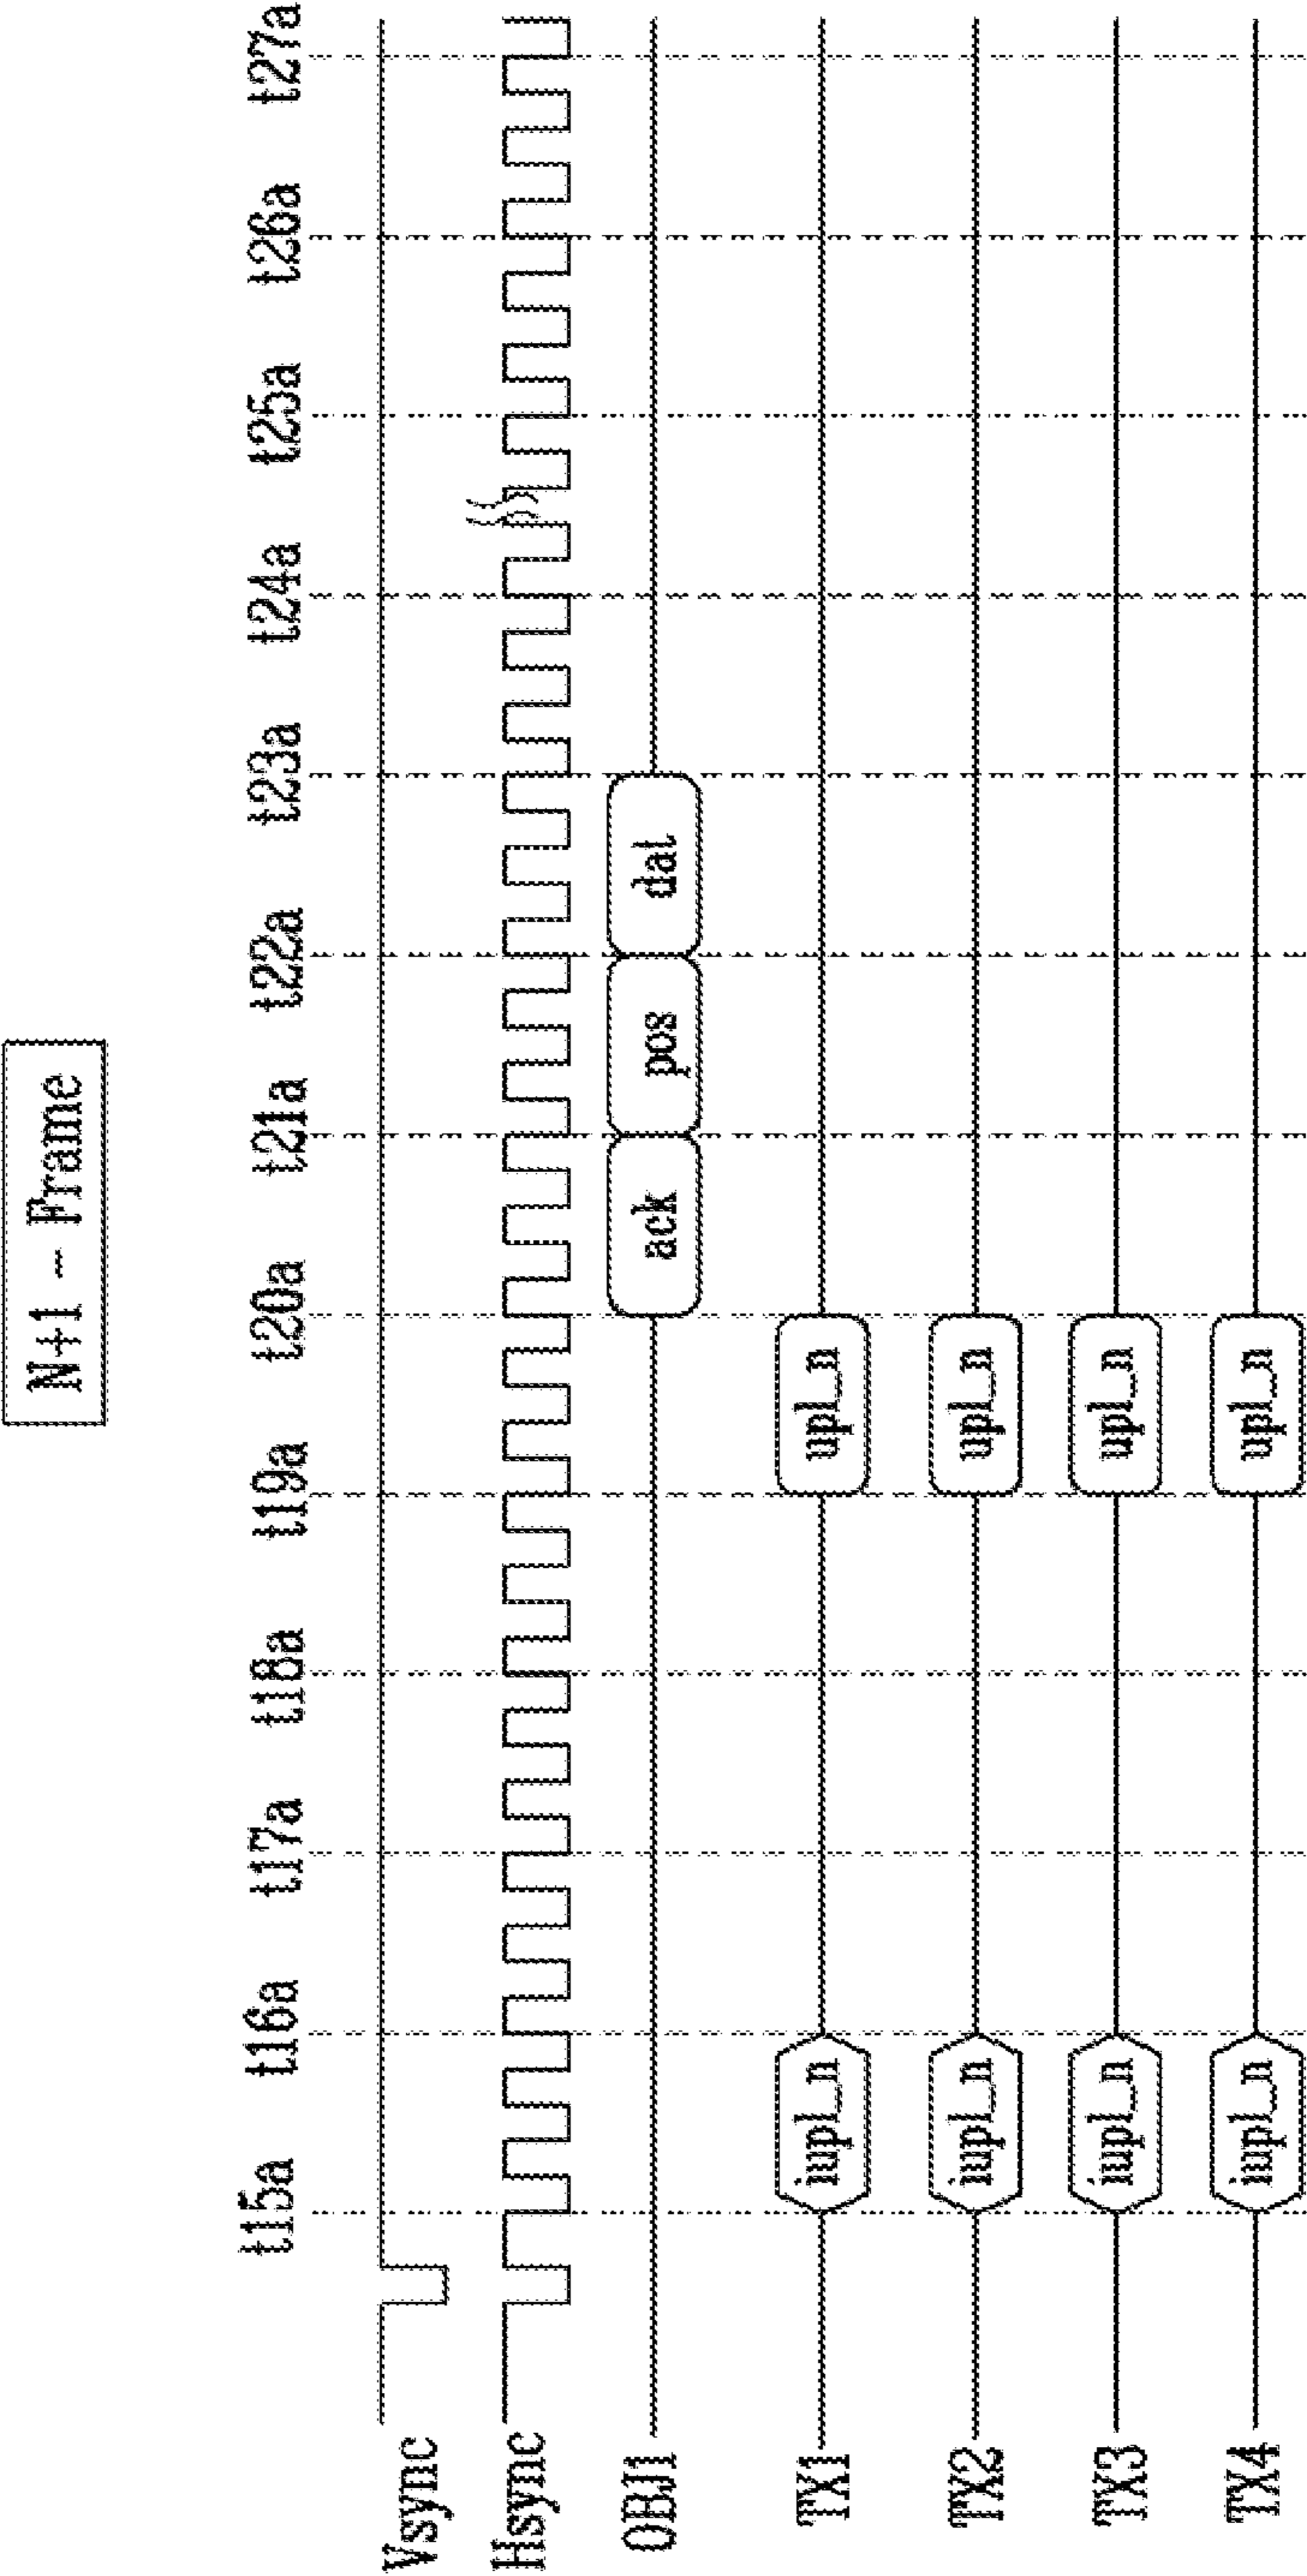 N+1 - Frame
t15a t16a t17a t18a t19a t20a t21a t22a t23a t24a t25a t26a t27a
Vsync
Hsync
OBJ1 ack pos dat
TX1 iupl_n upl_n
TX2 iupl_n upl_n
TX3 iupl_n upl_n
TX4 iupl_n upl_n